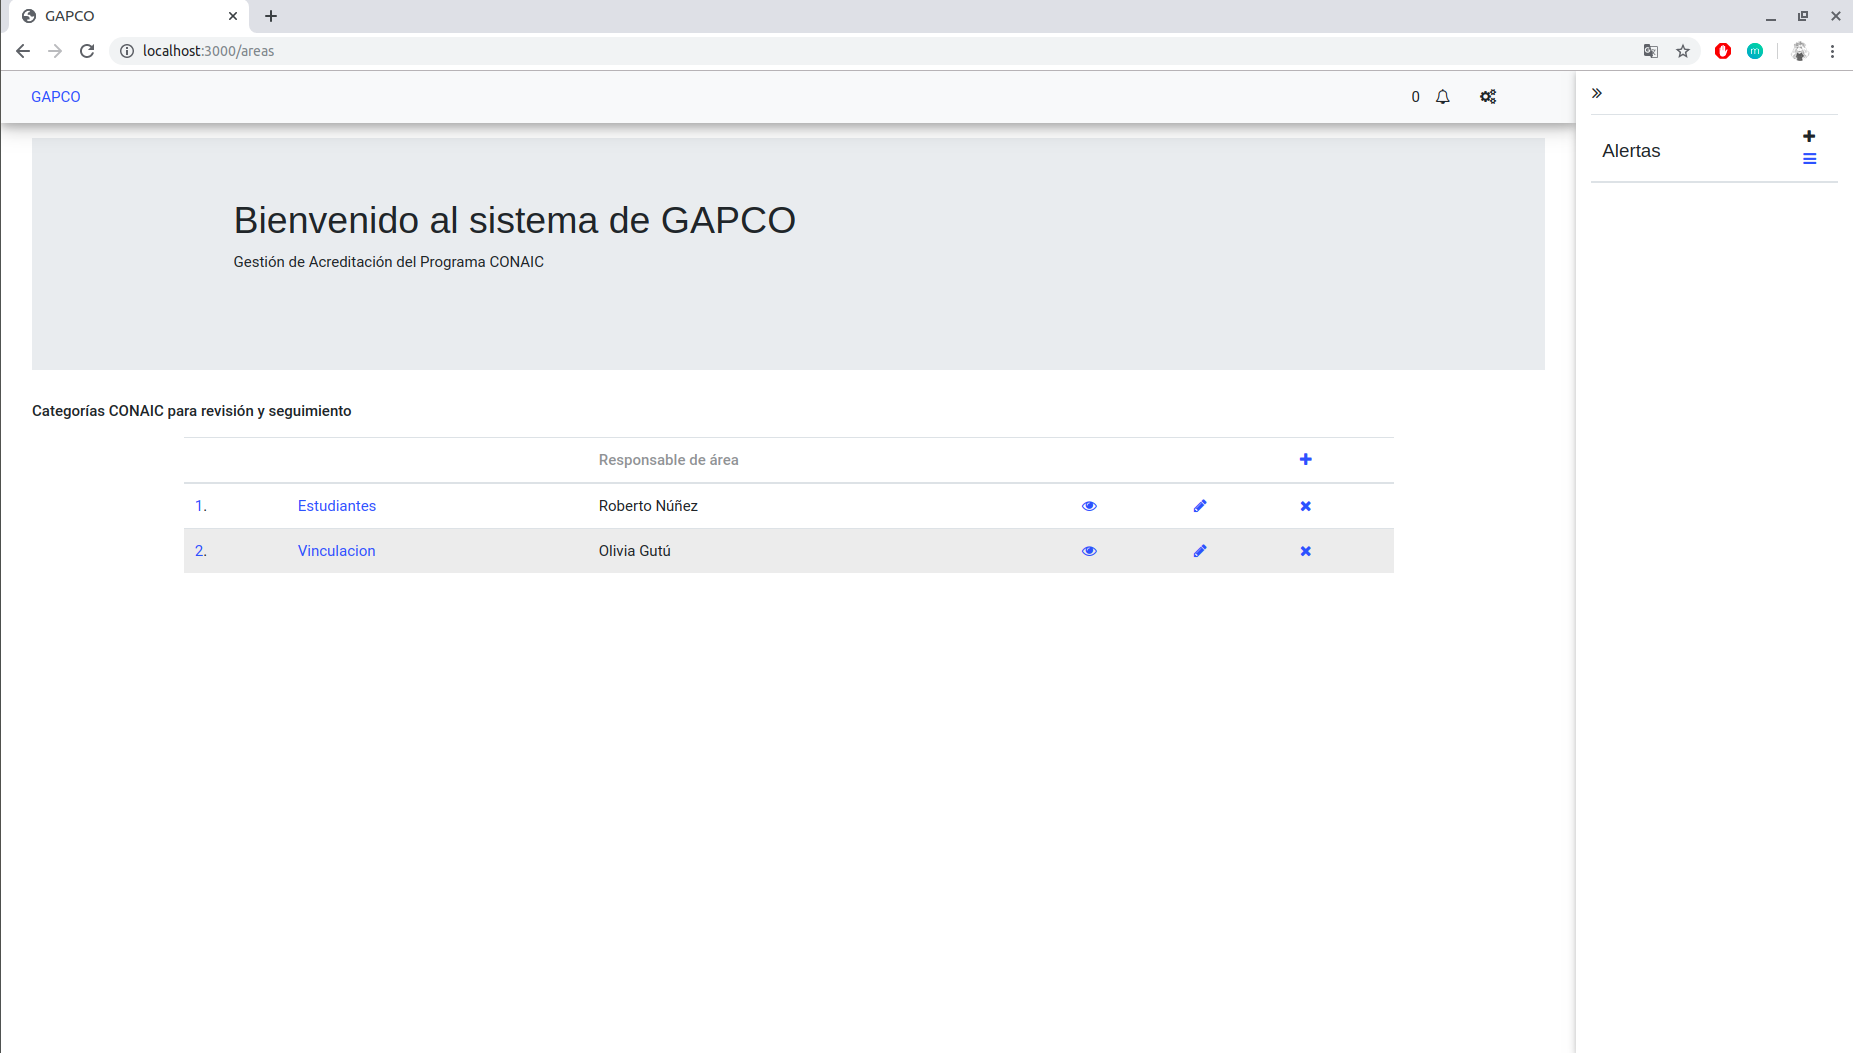 GAPCO
localhost:3000/areas
GAPCO
0
Alertas
Bienvenido al sistema de GAPCO
Gestión de Acreditación del Programa CONAIC
Categorías CONAIC para revisión y seguimiento
Responsable de área
1. Estudiantes Roberto Núñez
2. Vinculacion Olivia Gutú